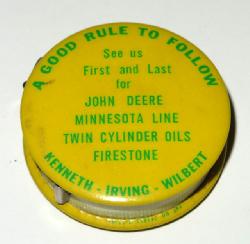 A GOOD RULE TO FOLLOW
See us
First and Last
for
JOHN DEERE
MINNESOTA LINE
TWIN CYLINDER OILS
FIRESTONE
KENNETH - IRVING - WILBERT